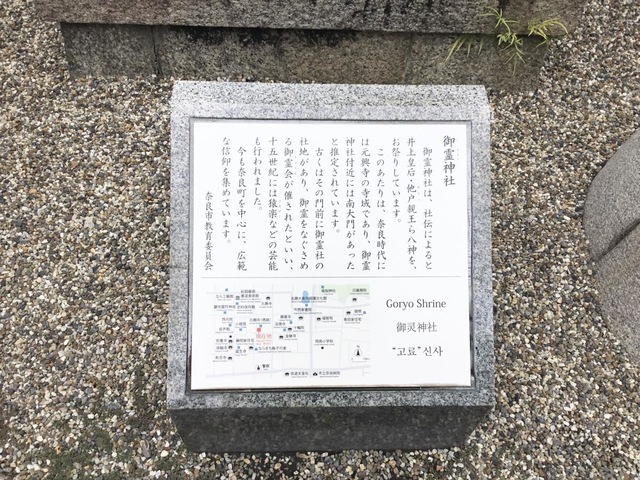 御霊神社
御霊神社は、社伝によると
井上皇后・他戸親王ら八神を、
お祭りしています。
このあたりは、奈良時代に
は元興寺の寺域であり、御霊
神社付近には南大門があった
と推定されています。
古くはその門前に御霊社の
社地があり、御霊をなぐさめ
る御霊会が催されたといい、
十五世紀には猿楽などの芸能
も行われました。
今も奈良町を中心に、広範
な信仰を集めています。
奈良市教育委員会
Goryo Shrine
御灵神社
“고료” 신사
現在地